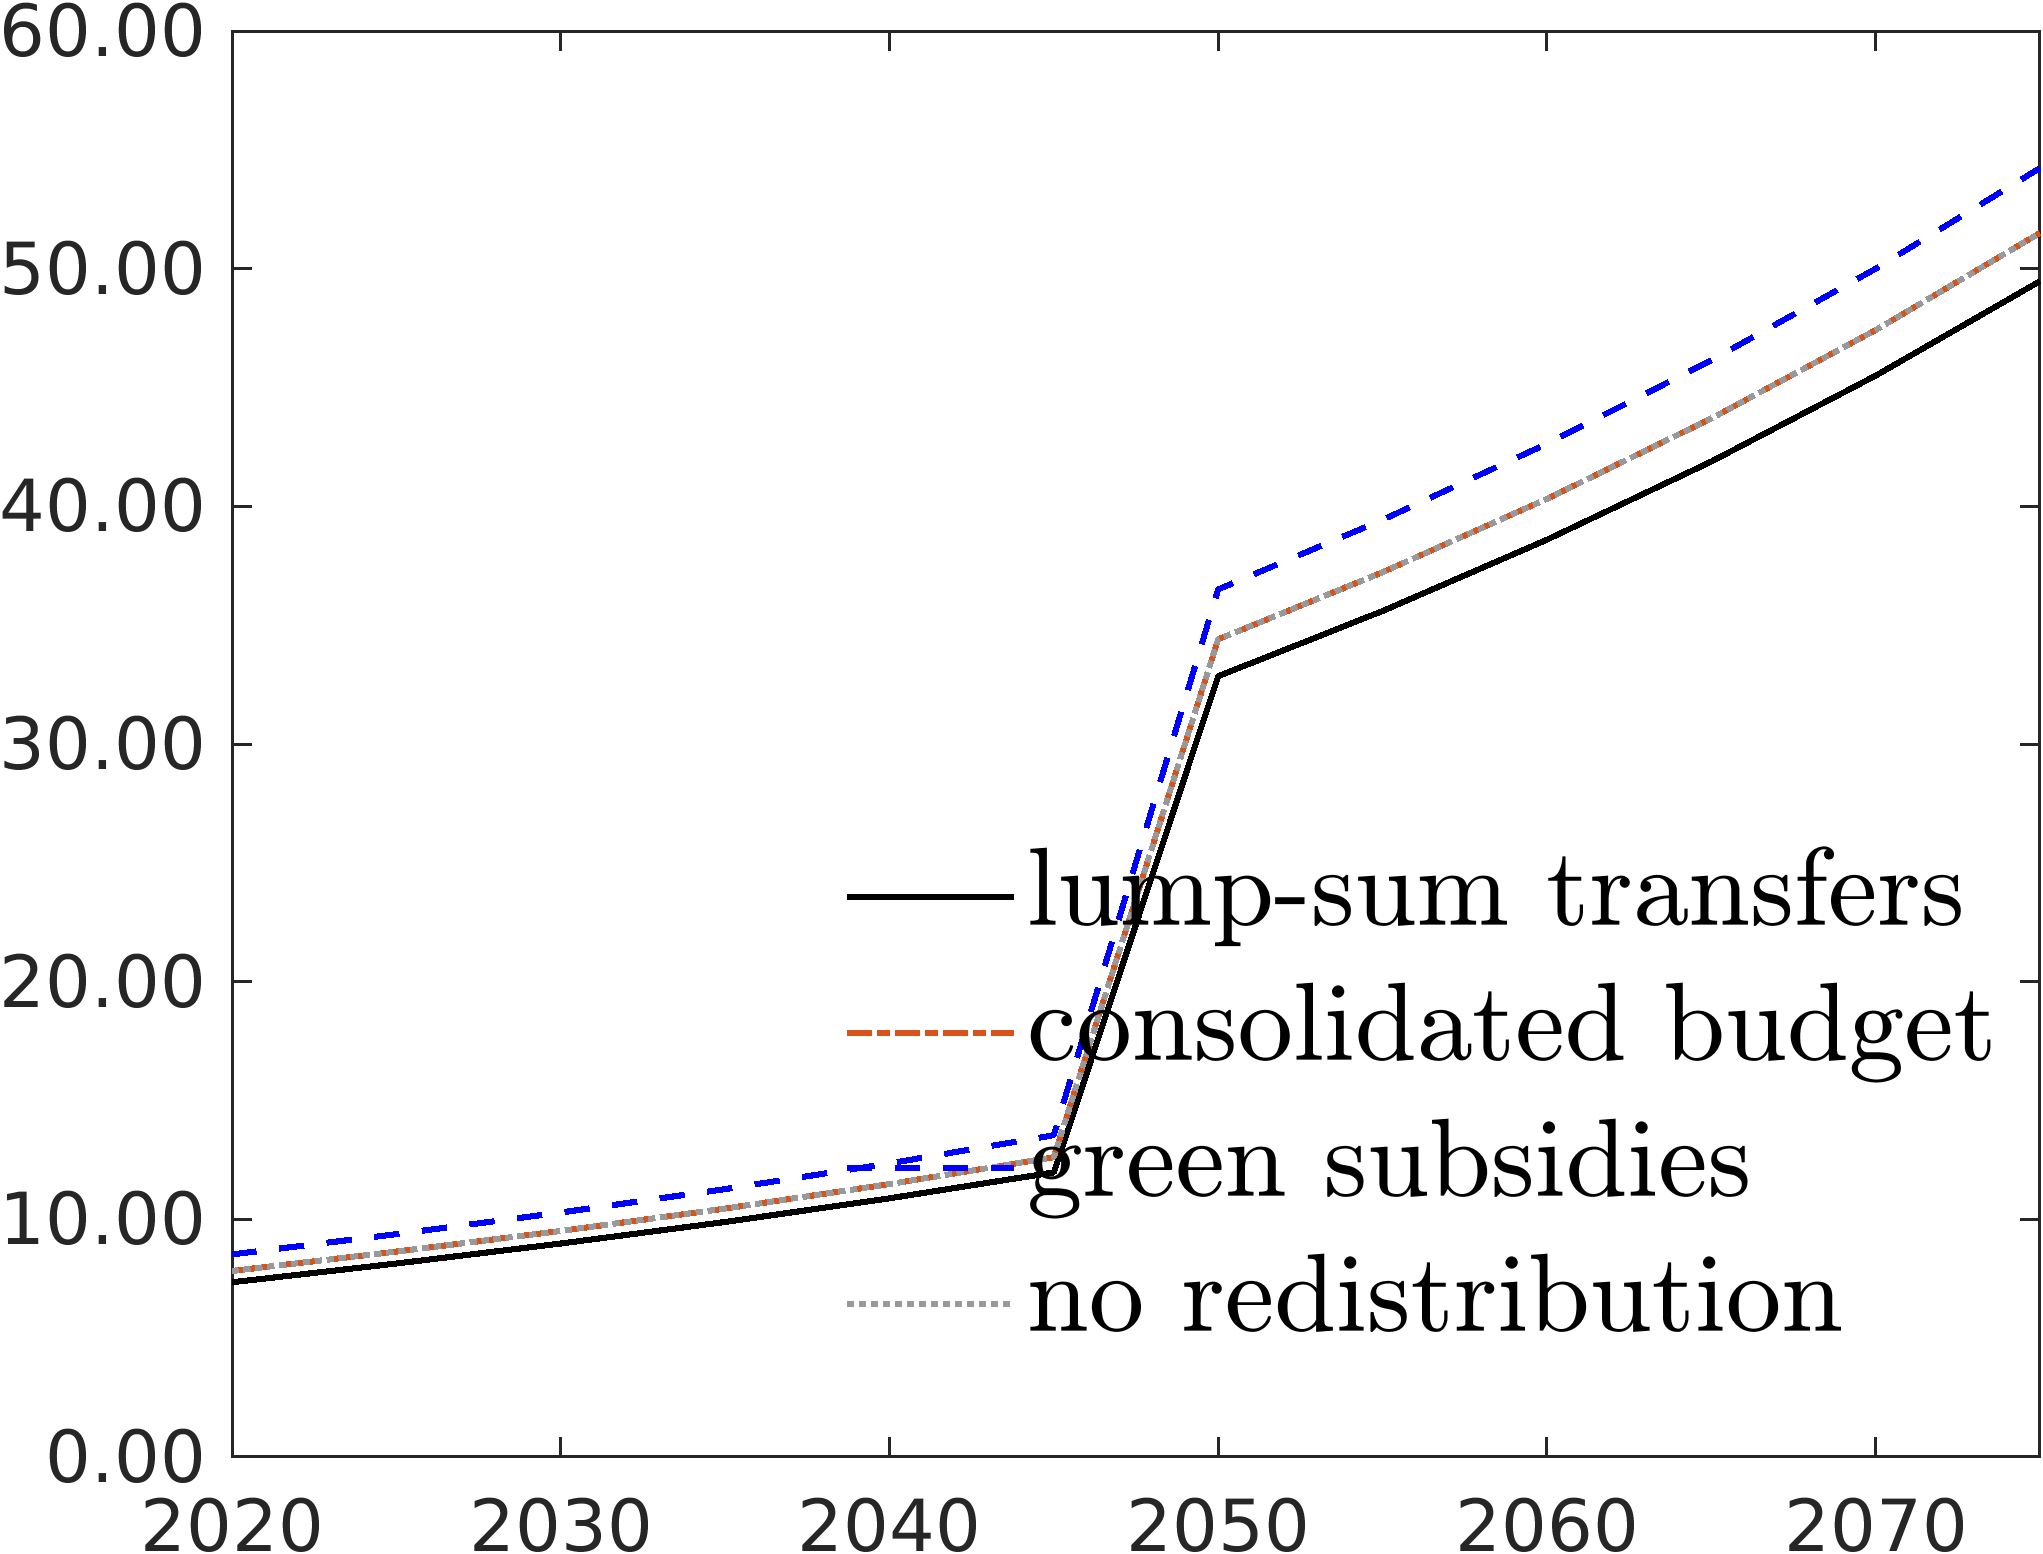 60.00
50.00
40.00
30.00
20.00
10.00
0.00
lump-sum transfers
consolidated budget
green subsidies
no redistribution
2020 2030 2040 2050 2060 2070